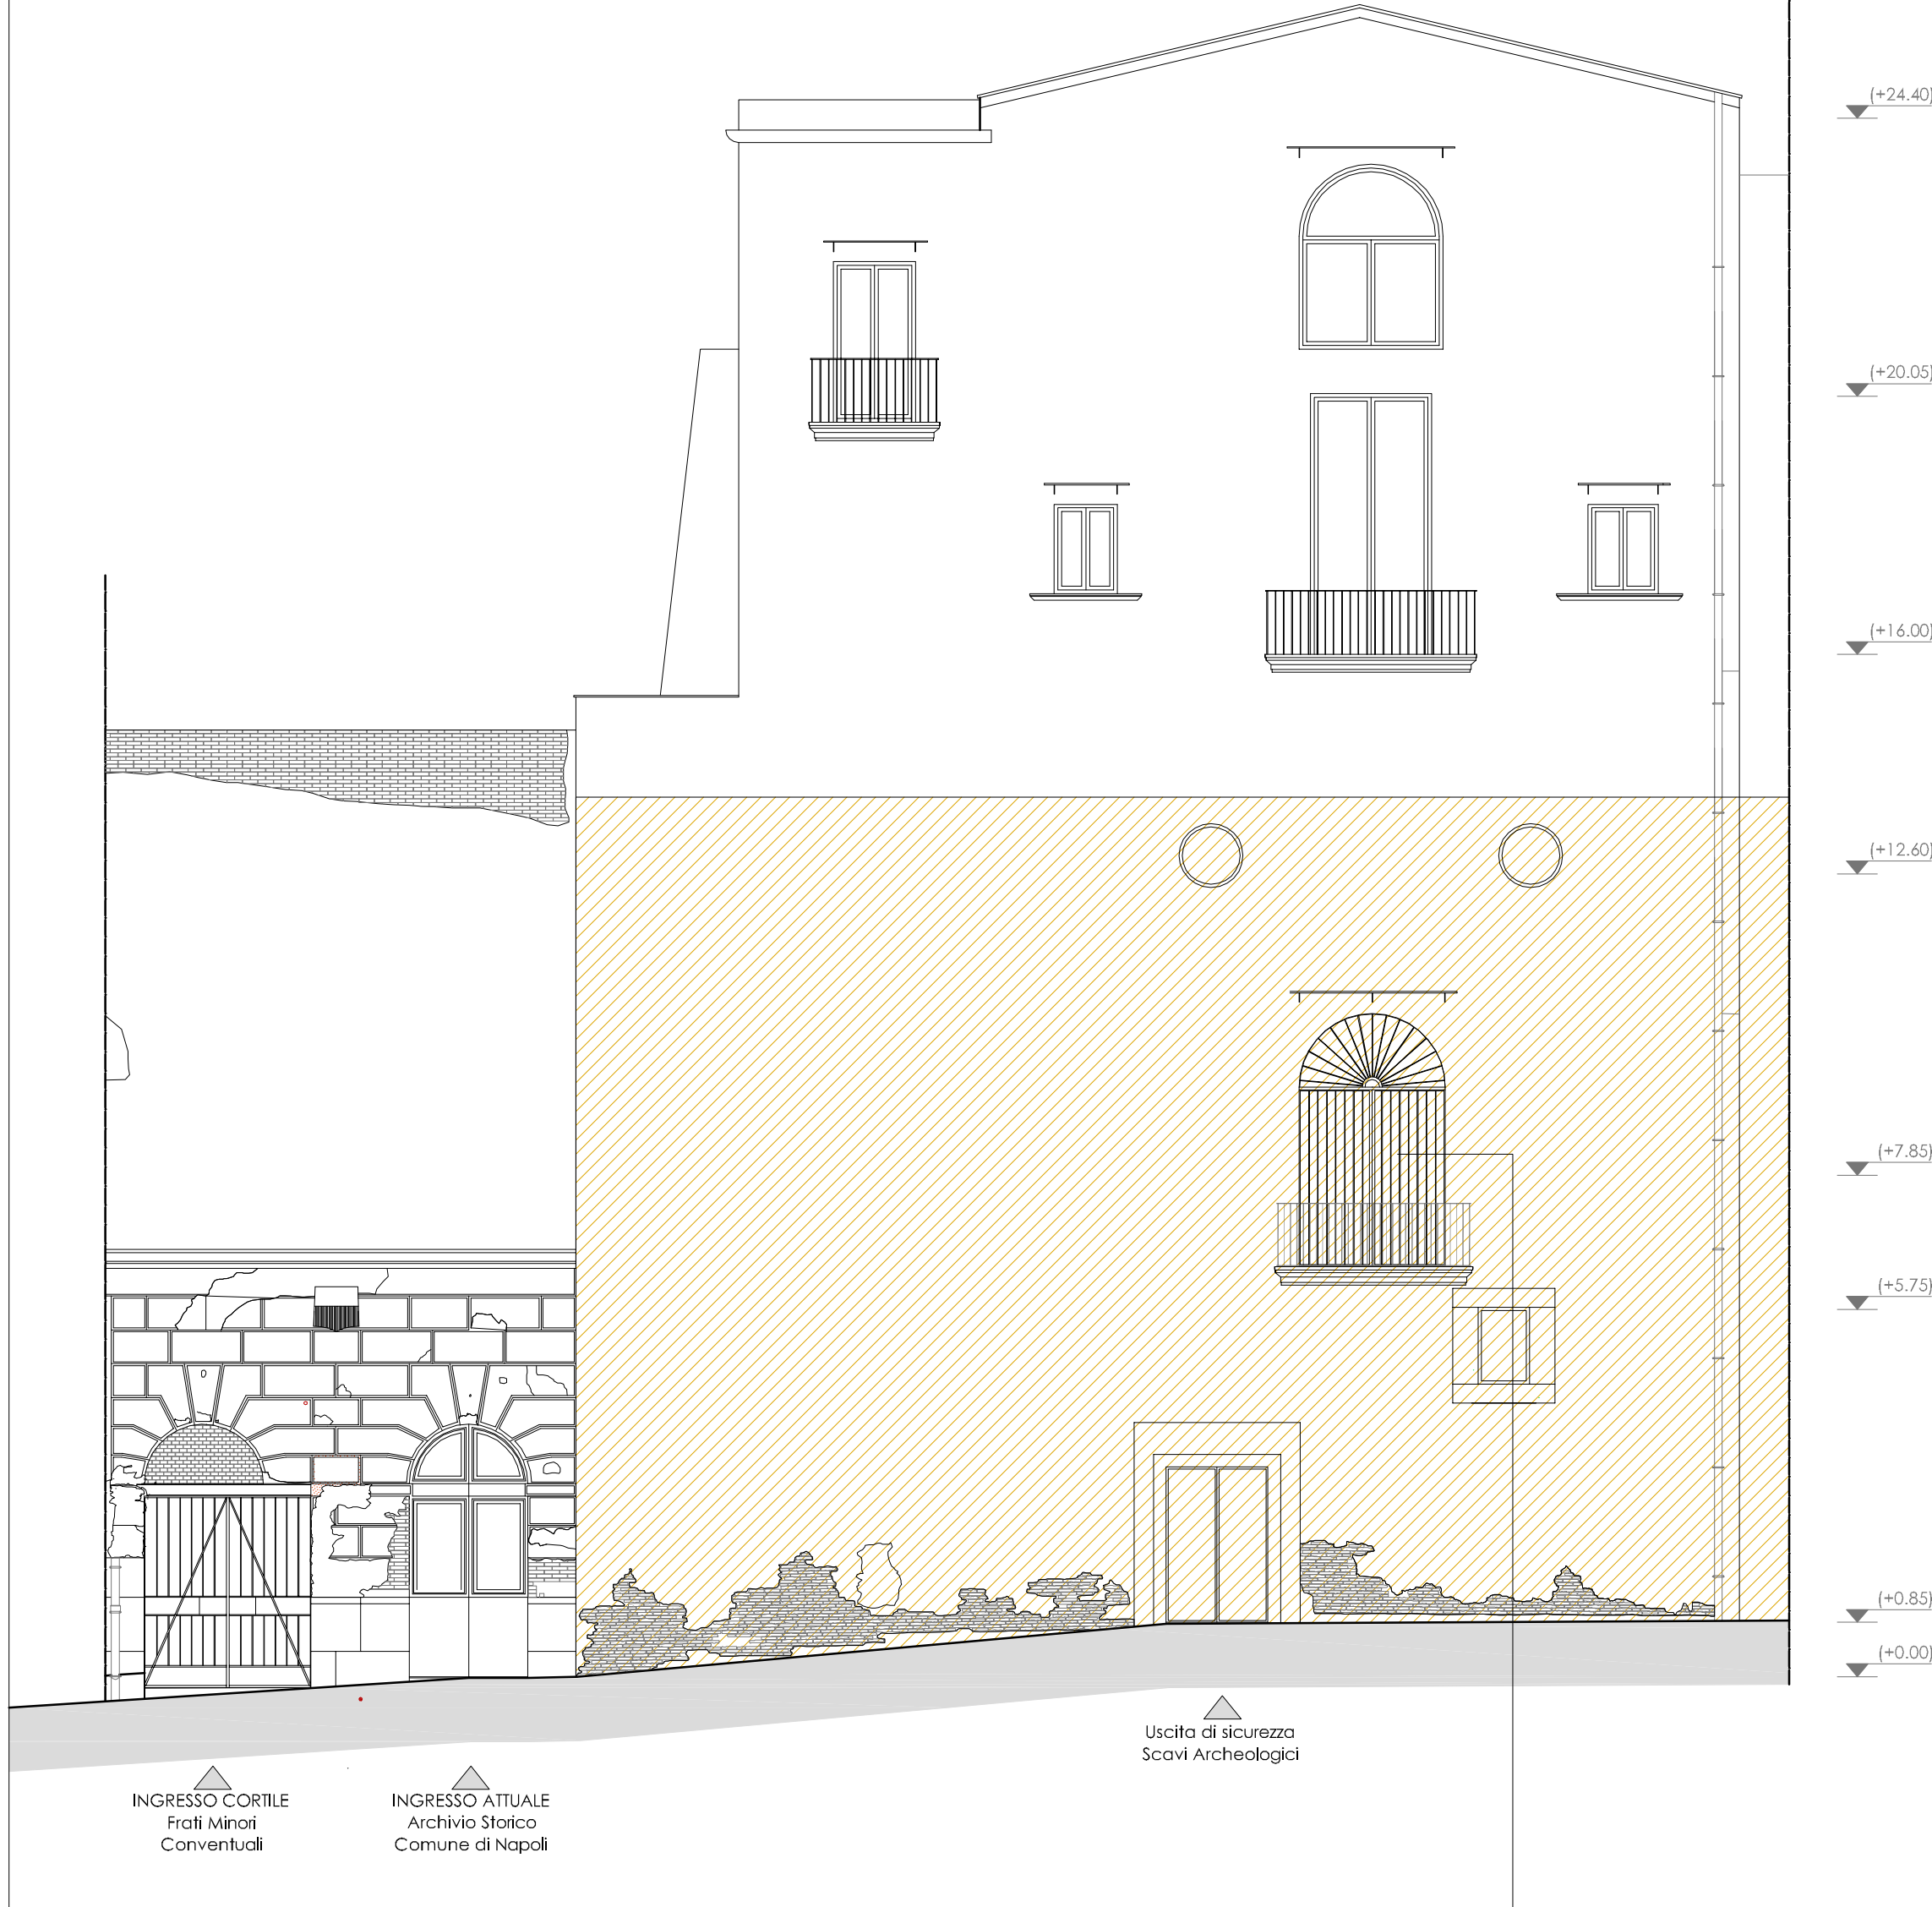 (+24.40)
(+20.05)
(+16.00)
(+12.60)
(+7.85)
(+5.75)
(+0.85)
(+0.00)
Uscita di sicurezza
Scavi Archeologici
INGRESSO CORTILE
Frati Minori
Conventuali
INGRESSO ATTUALE
Archivio Storico
Comune di Napoli